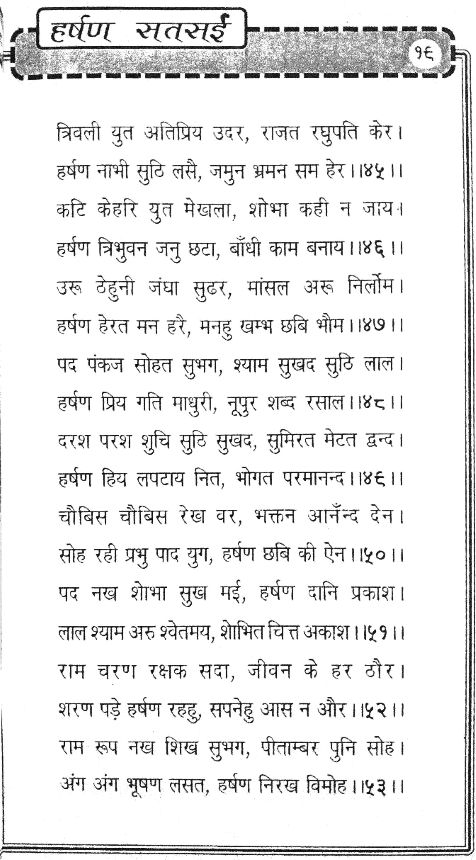 हर्षण सतसई
१६
त्रिवली युत अतिप्रिय उदर, राजत रघुपति केर।
हर्षण नाभी सुठि लसै, जमुन भ्रमन सम हेर।।४५।।
कटि केहरि युत मेखला, शोभा कही न जाय।
हर्षण त्रिभुवन जनु छटा, बाँधी काम बनाय।।४६।।
उरू ठेहुनी जंघा सुढर, मांसल अरू निर्लोम।
हर्षण हेरत मन हरै, मनहु खम्भ छबि भौम।।४७।।
पद पंकज सोहत सुभग, श्याम सुखद सुठि लाल।
हर्षण प्रिय गति माधुरी, नूपुर शब्द रसाल।।४८।।
दरश परश शुचि सुठि सुखद, सुमिरत मेटत द्वन्द।
हर्षण हिय लपटाय नित, भोगत परमानन्द।।४९।।
चौबिस चौबिस रेख वर, भक्तन आनँन्द देन।
सोह रही प्रभु पाद युग, हर्षण छबि की ऐन।।५०।।
पद नख शोभा सुख मई, हर्षण दानि प्रकाश।
लाल श्याम अरु श्वेतमय, शोभित चित्त अकाश।।५१।।
राम चरण रक्षक सदा, जीवन के हर ठौर।
शरण पड़े हर्षण रहहु, सपनेहु आस न और।।५२।।
राम रूप नख शिख सुभग, पीताम्बर पुनि सोह।
अंग अंग भूषण लसत, हर्षण निरख विमोह।।५३।।